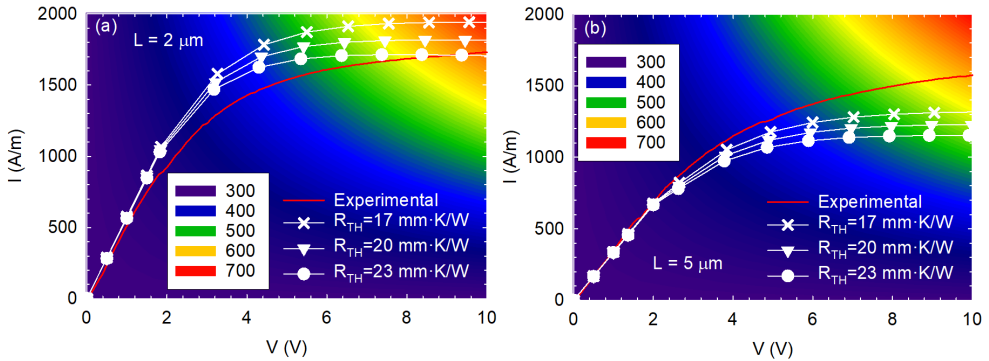 (a)
L = 2 μm
2000
1500
1000
500
0
I (A/m)
300
400
500
600
700
Experimental
R_TH=17 mm·K/W
R_TH=20 mm·K/W
R_TH=23 mm·K/W
0 2 4 6 8 10
V (V)
(b)
2000
1500
1000
500
0
I (A/m)
300
400
500
600
700
L = 5 μm
Experimental
R_TH=17 mm·K/W
R_TH=20 mm·K/W
R_TH=23 mm·K/W
0 2 4 6 8 10
V (V)